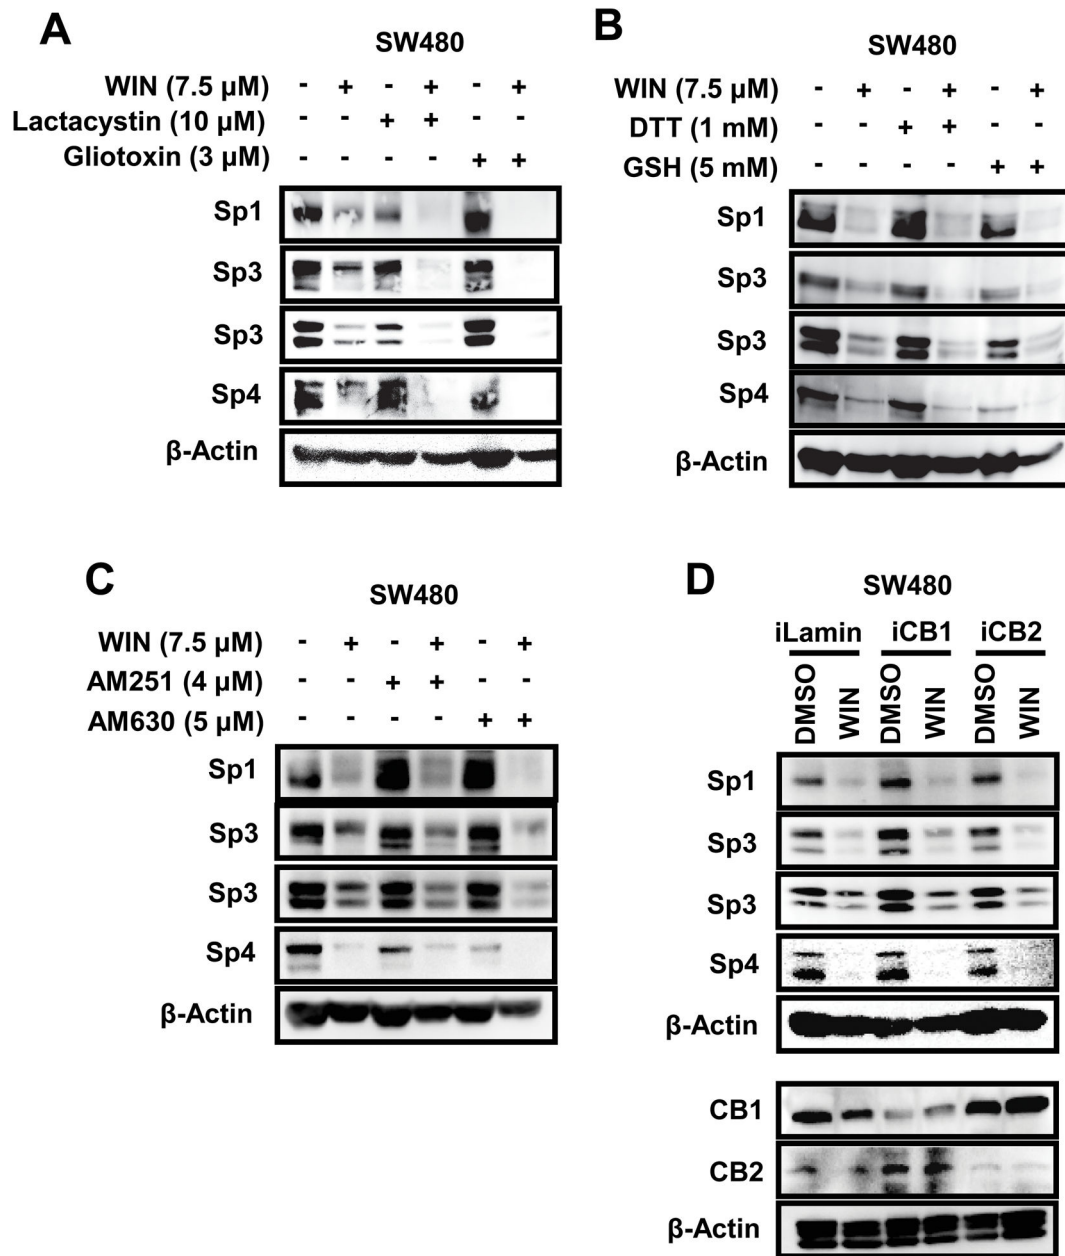 A
SW480
WIN (7.5 µM) - + - + - +
Lactacystin (10 µM) - - + + - -
Gliotoxin (3 µM) - - - - + +
Sp1
Sp3
Sp3
Sp4
β-Actin
B
SW480
WIN (7.5 µM) - + - + - +
DTT (1 mM) - - + + - -
GSH (5 mM) - - - - + +
Sp1
Sp3
Sp3
Sp4
β-Actin
C
SW480
WIN (7.5 µM) - + - + - +
AM251 (4 µM) - - + + - -
AM630 (5 µM) - - - - + +
Sp1
Sp3
Sp3
Sp4
β-Actin
D
SW480
iLamin iCB1 iCB2
DMSO WIN DMSO WIN DMSO WIN
Sp1
Sp3
Sp3
Sp4
β-Actin
CB1
CB2
β-Actin